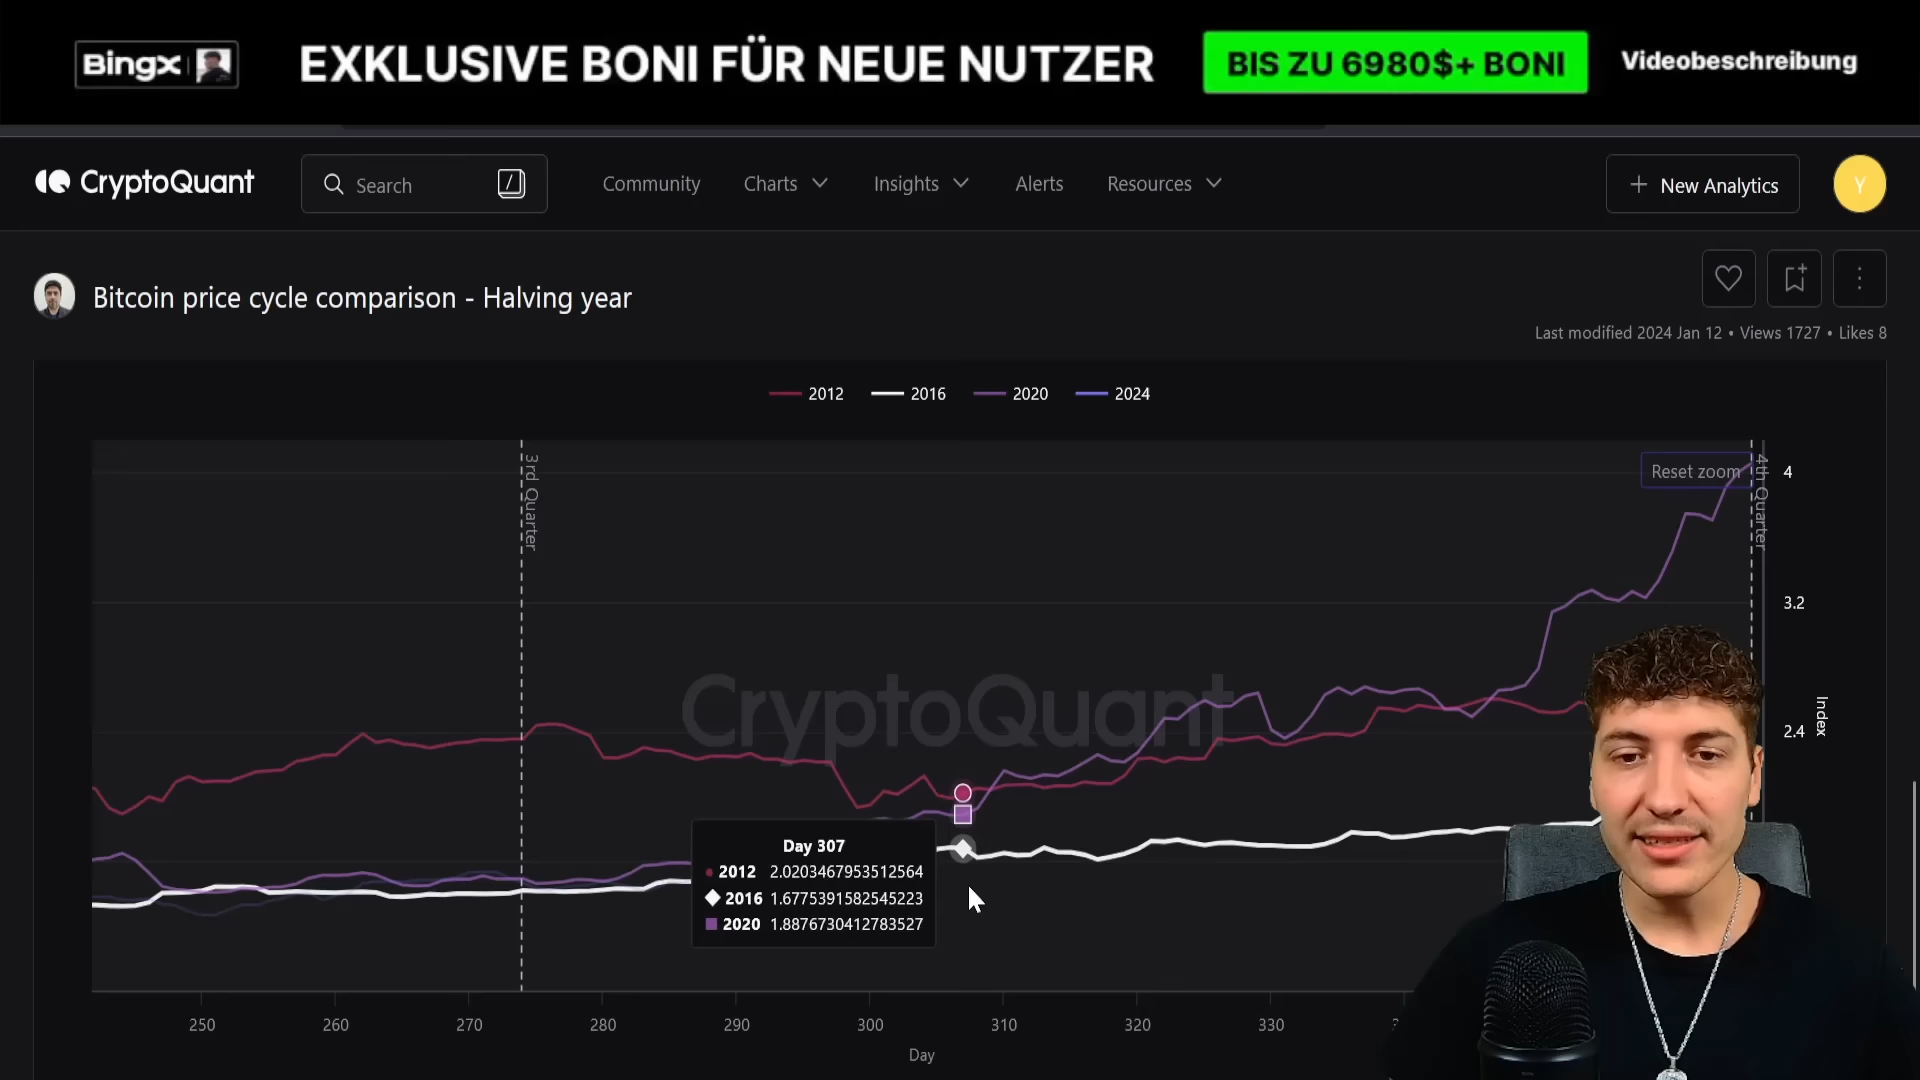 Bingx
EXKLUSIVE BONI FÜR NEUE NUTZER
BIS ZU 6980$+ BONI
Videobeschreibung
CryptoQuant
Search
/
Community
Charts
Insights
Alerts
Resources
+ New Analytics
Y
Bitcoin price cycle comparison - Halving year
Last modified 2024 Jan 12 • Views 1727 • Likes 8
2012
2016
2020
2024
3rd Quarter
Reset zoom
4th Quarter
4
3.2
2.4
Index
CryptoQuant
Day 307
2012 2.0203467953512564
2016 1.6775391582545223
2020 1.8876730412783527
250
260
270
280
290
300
310
320
330
Day